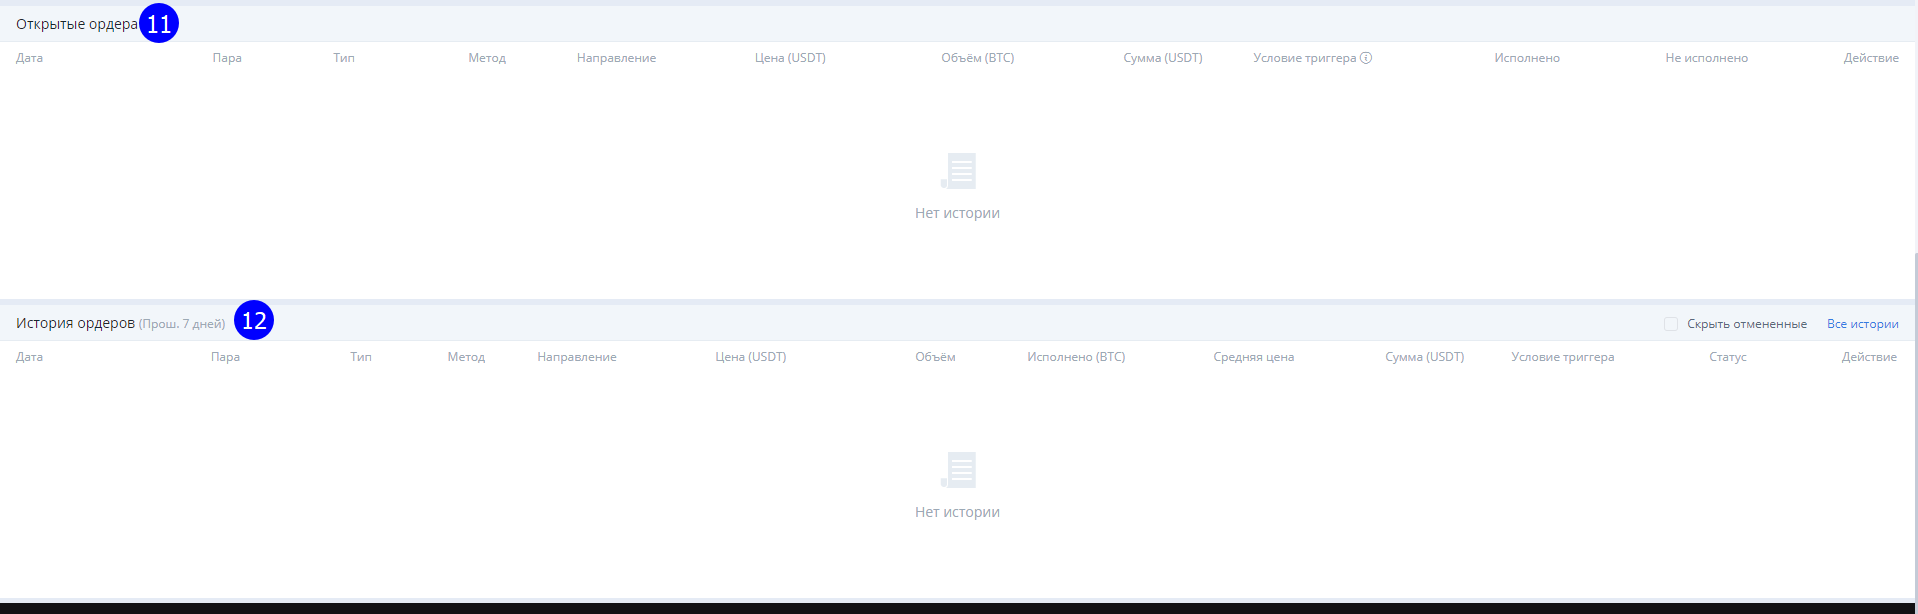 Открытые ордера 11
Дата Пара Тип Метод Направление Цена (USDT) Объём (BTC) Сумма (USDT) Условие триггера Исполнено Не исполнено Действие
Нет истории
История ордеров (Прош. 7 дней) 12 Скрыть отмененные Все истории
Дата Пара Тип Метод Направление Цена (USDT) Объём Исполнено (BTC) Средняя цена Сумма (USDT) Условие триггера Статус Действие
Нет истории